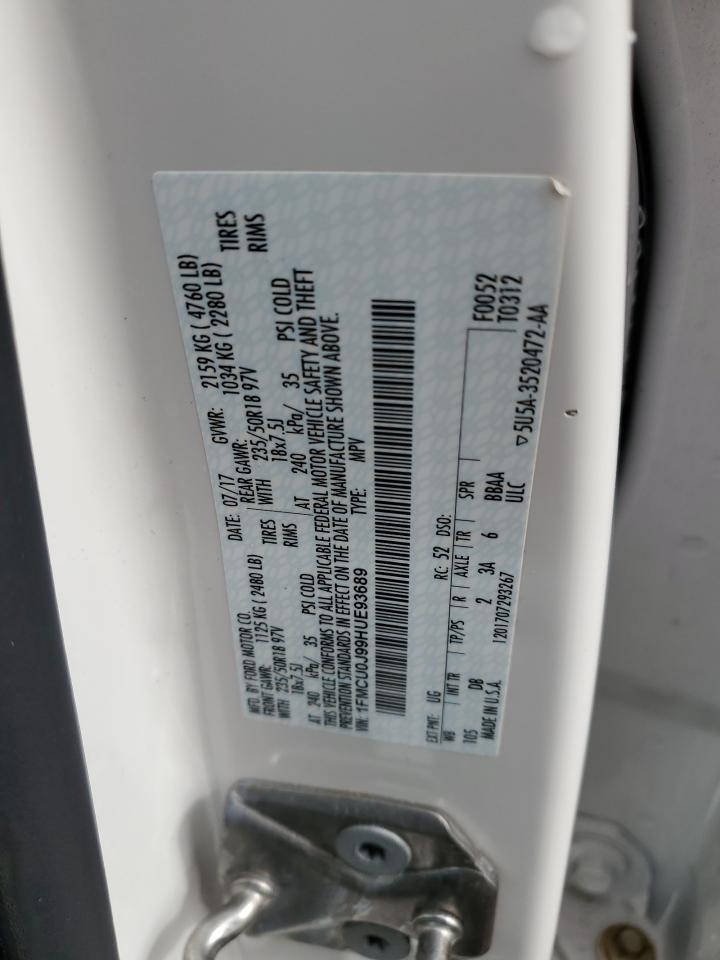 MFD. BY FORD MOTOR CO. DATE: 07/17 GVWR: 2159 KG ( 4760 LB)
FRONT GAWR: 1125 KG ( 2480 LB) REAR GAWR: 1034 KG ( 2280 LB)
WITH 235/50R18 97V TIRES WITH 235/50R18 97V TIRES
18x7.5J RIMS 18x7.5J RIMS
AT 240 kPa/ 35 PSI COLD AT 240 kPa/ 35 PSI COLD
THIS VEHICLE CONFORMS TO ALL APPLICABLE FEDERAL MOTOR VEHICLE SAFETY AND THEFT
PREVENTION STANDARDS IN EFFECT ON THE DATE OF MANUFACTURE SHOWN ABOVE.
VIN: 1FMCU0J99HUE93689 TYPE: MPV
EXT PNT: UG RC: 52 DSO:
WB INT TR TP/PS R AXLE TR SPR F0052
105 DB 2 3A 6 BBAA T0312
MADE IN U.S.A. 1201707293267 ULC
▽5U5A-3520472-AA